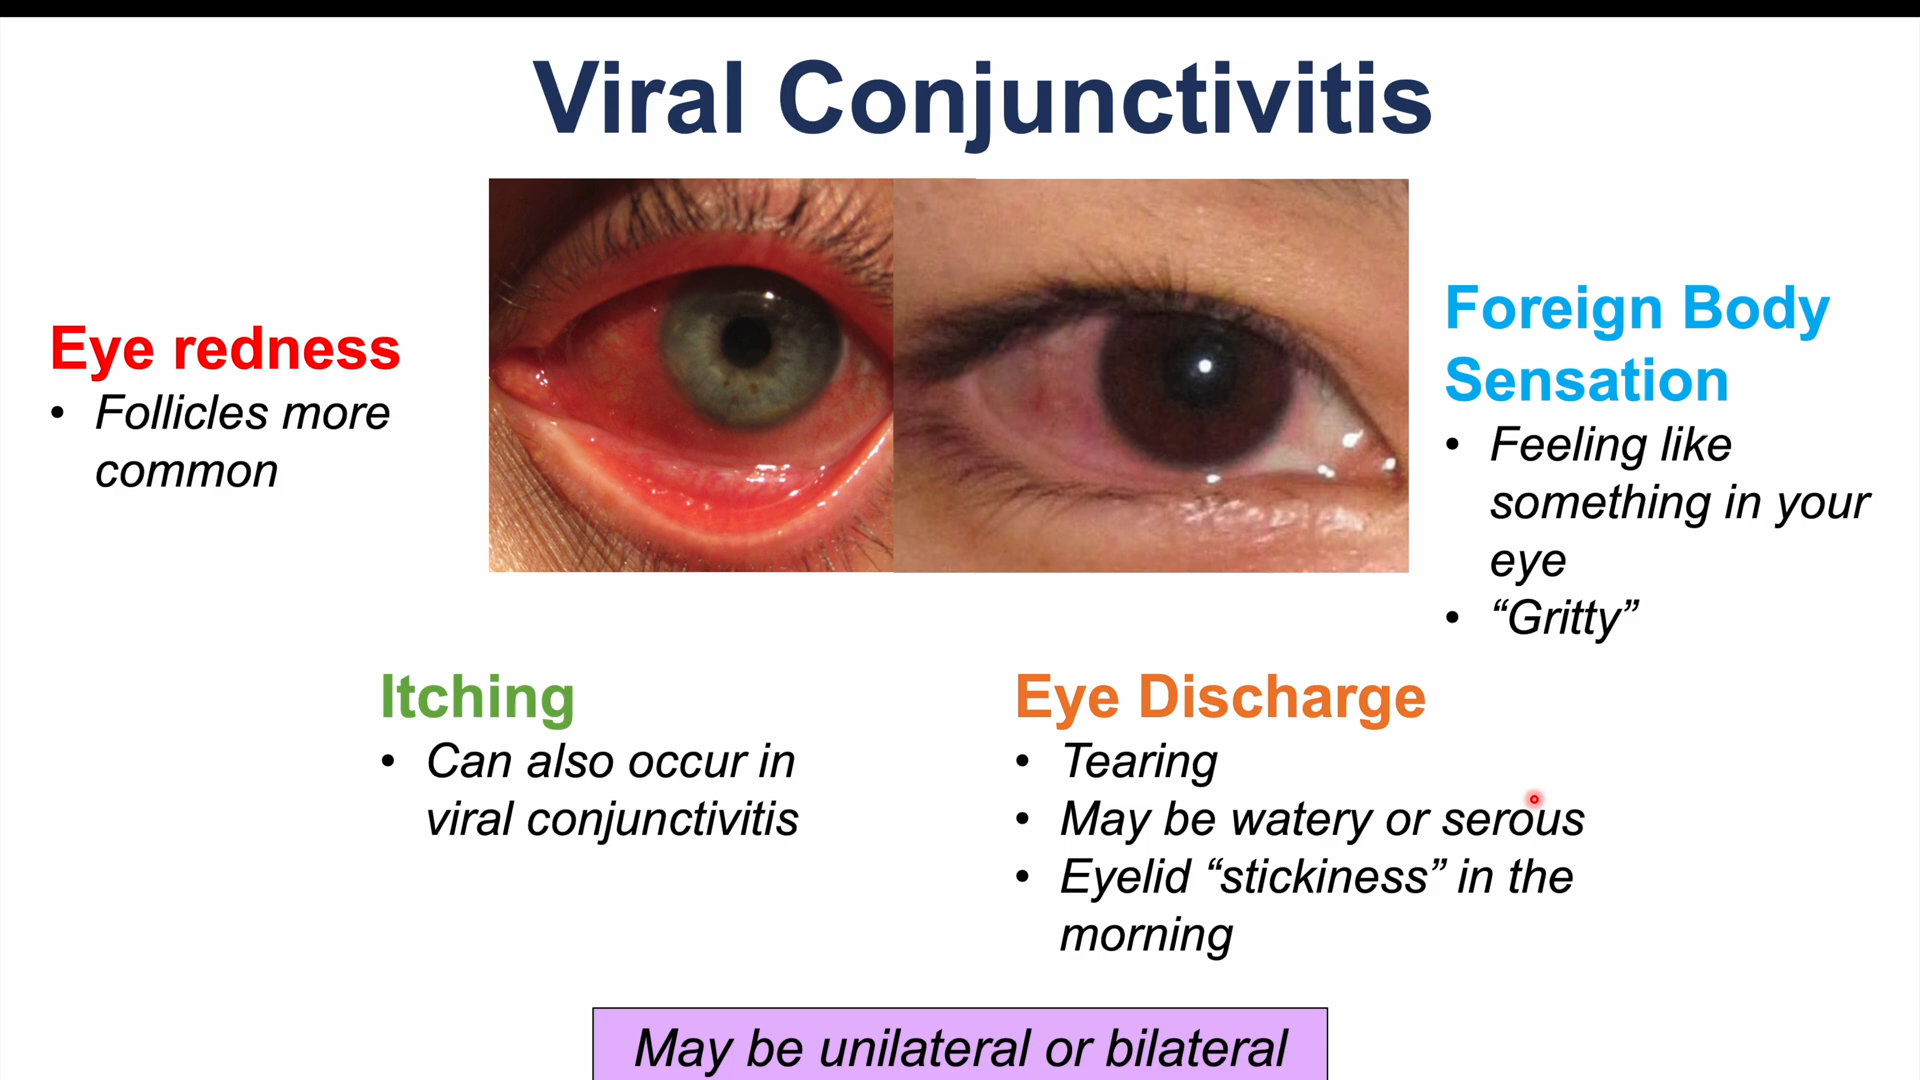 Viral Conjunctivitis
Eye redness
• Follicles more
common
Foreign Body
Sensation
• Feeling like
something in your
eye
• “Gritty”
Itching
• Can also occur in
viral conjunctivitis
Eye Discharge
• Tearing
• May be watery or serous
• Eyelid “stickiness” in the
morning
May be unilateral or bilateral